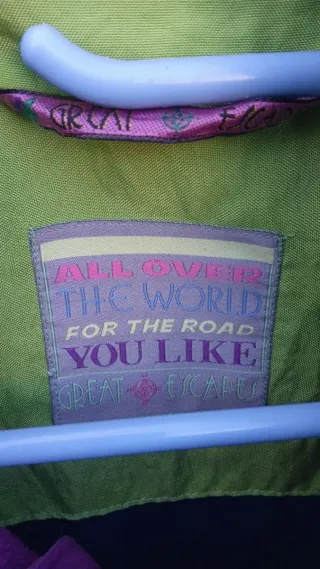 GREAT ESCAPES
ALL OVER
THE WORLD
FOR THE ROAD
YOU LIKE
GREAT ESCAPES